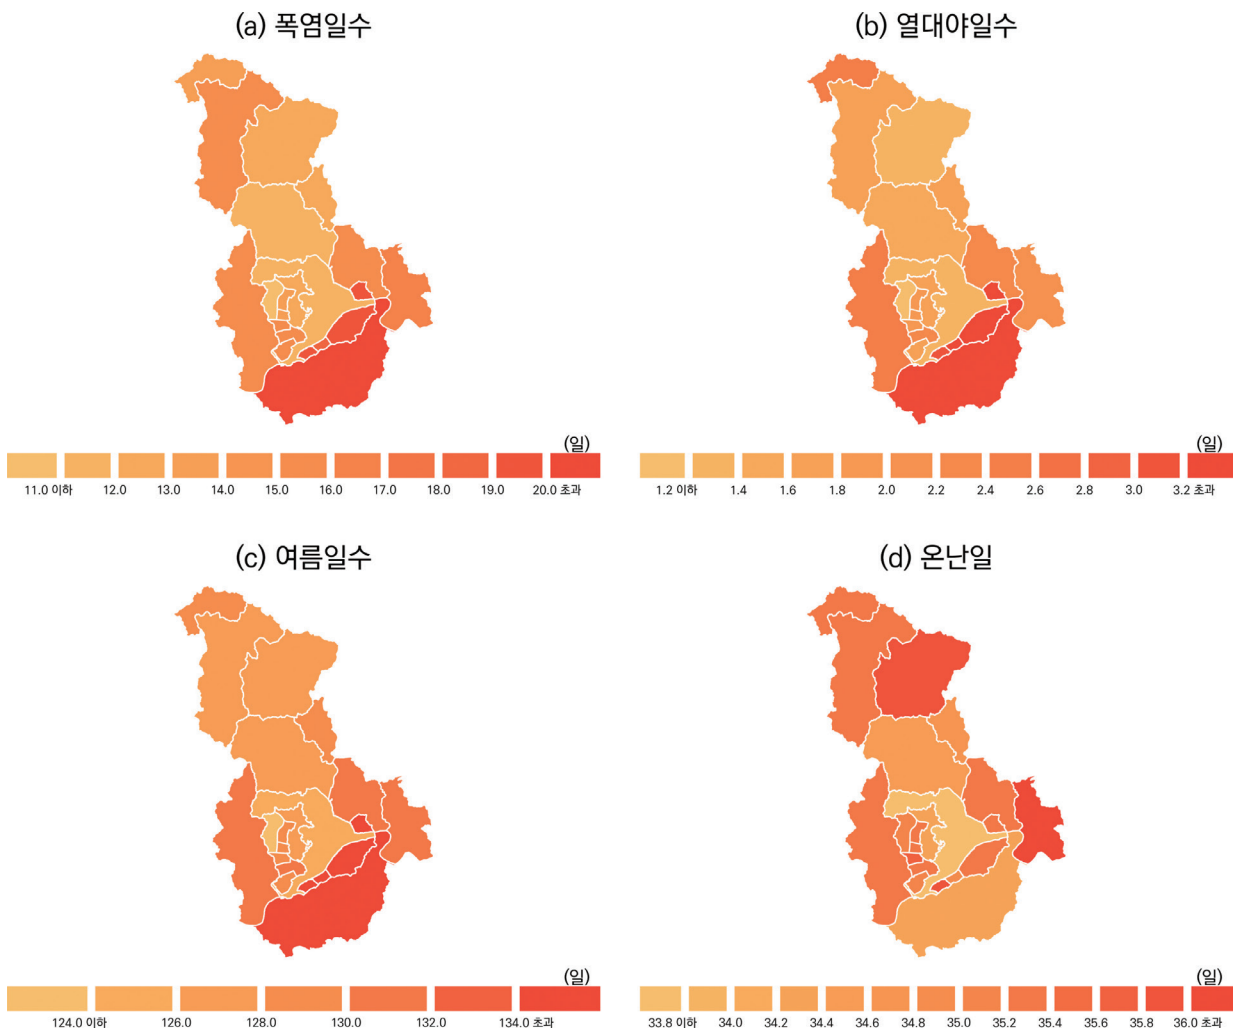 (a) 폭염일수
(b) 열대야일수
(일)
11.0 이하 12.0 13.0 14.0 15.0 16.0 17.0 18.0 19.0 20.0 초과
(일)
1.2 이하 1.4 1.6 1.8 2.0 2.2 2.4 2.6 2.8 3.0 3.2 초과
(c) 여름일수
(d) 온난일
(일)
124.0 이하 126.0 128.0 130.0 132.0 134.0 초과
(일)
33.8 이하 34.0 34.2 34.4 34.6 34.8 35.0 35.2 35.4 35.6 35.8 36.0 초과